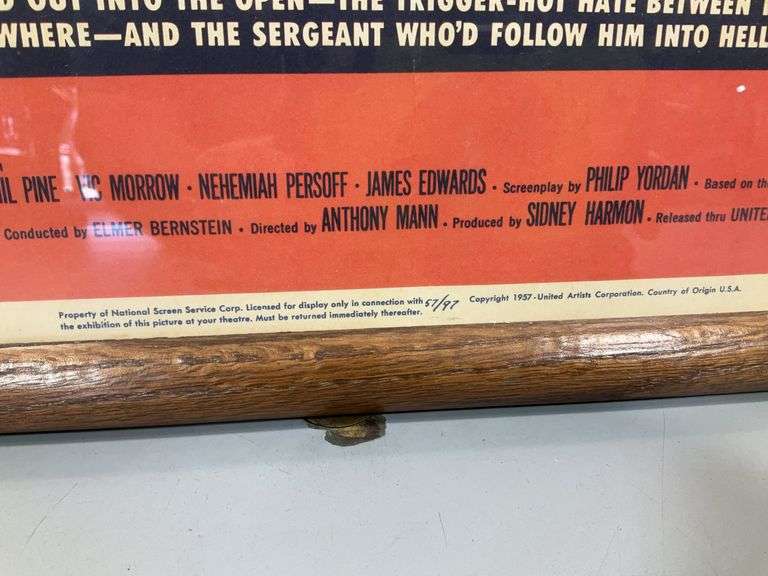 OUT INTO THE OPEN—THE TRIGGER-HOT HATE BETWEEN
WHERE—AND THE SERGEANT WHO'D FOLLOW HIM INTO HELL
PINE · VIC MORROW · NEHEMIAH PERSOFF · JAMES EDWARDS · Screenplay by PHILIP YORDAN · Based on the
Conducted by ELMER BERNSTEIN · Directed by ANTHONY MANN · Produced by SIDNEY HARMON · Released thru UNITE
Property of National Screen Service Corp. Licensed for display only in connection with 57/97 Copyright 1957-United Artists Corporation. Country of Origin U.S.A.
the exhibition of this picture at your theatre. Must be returned immediately thereafter.